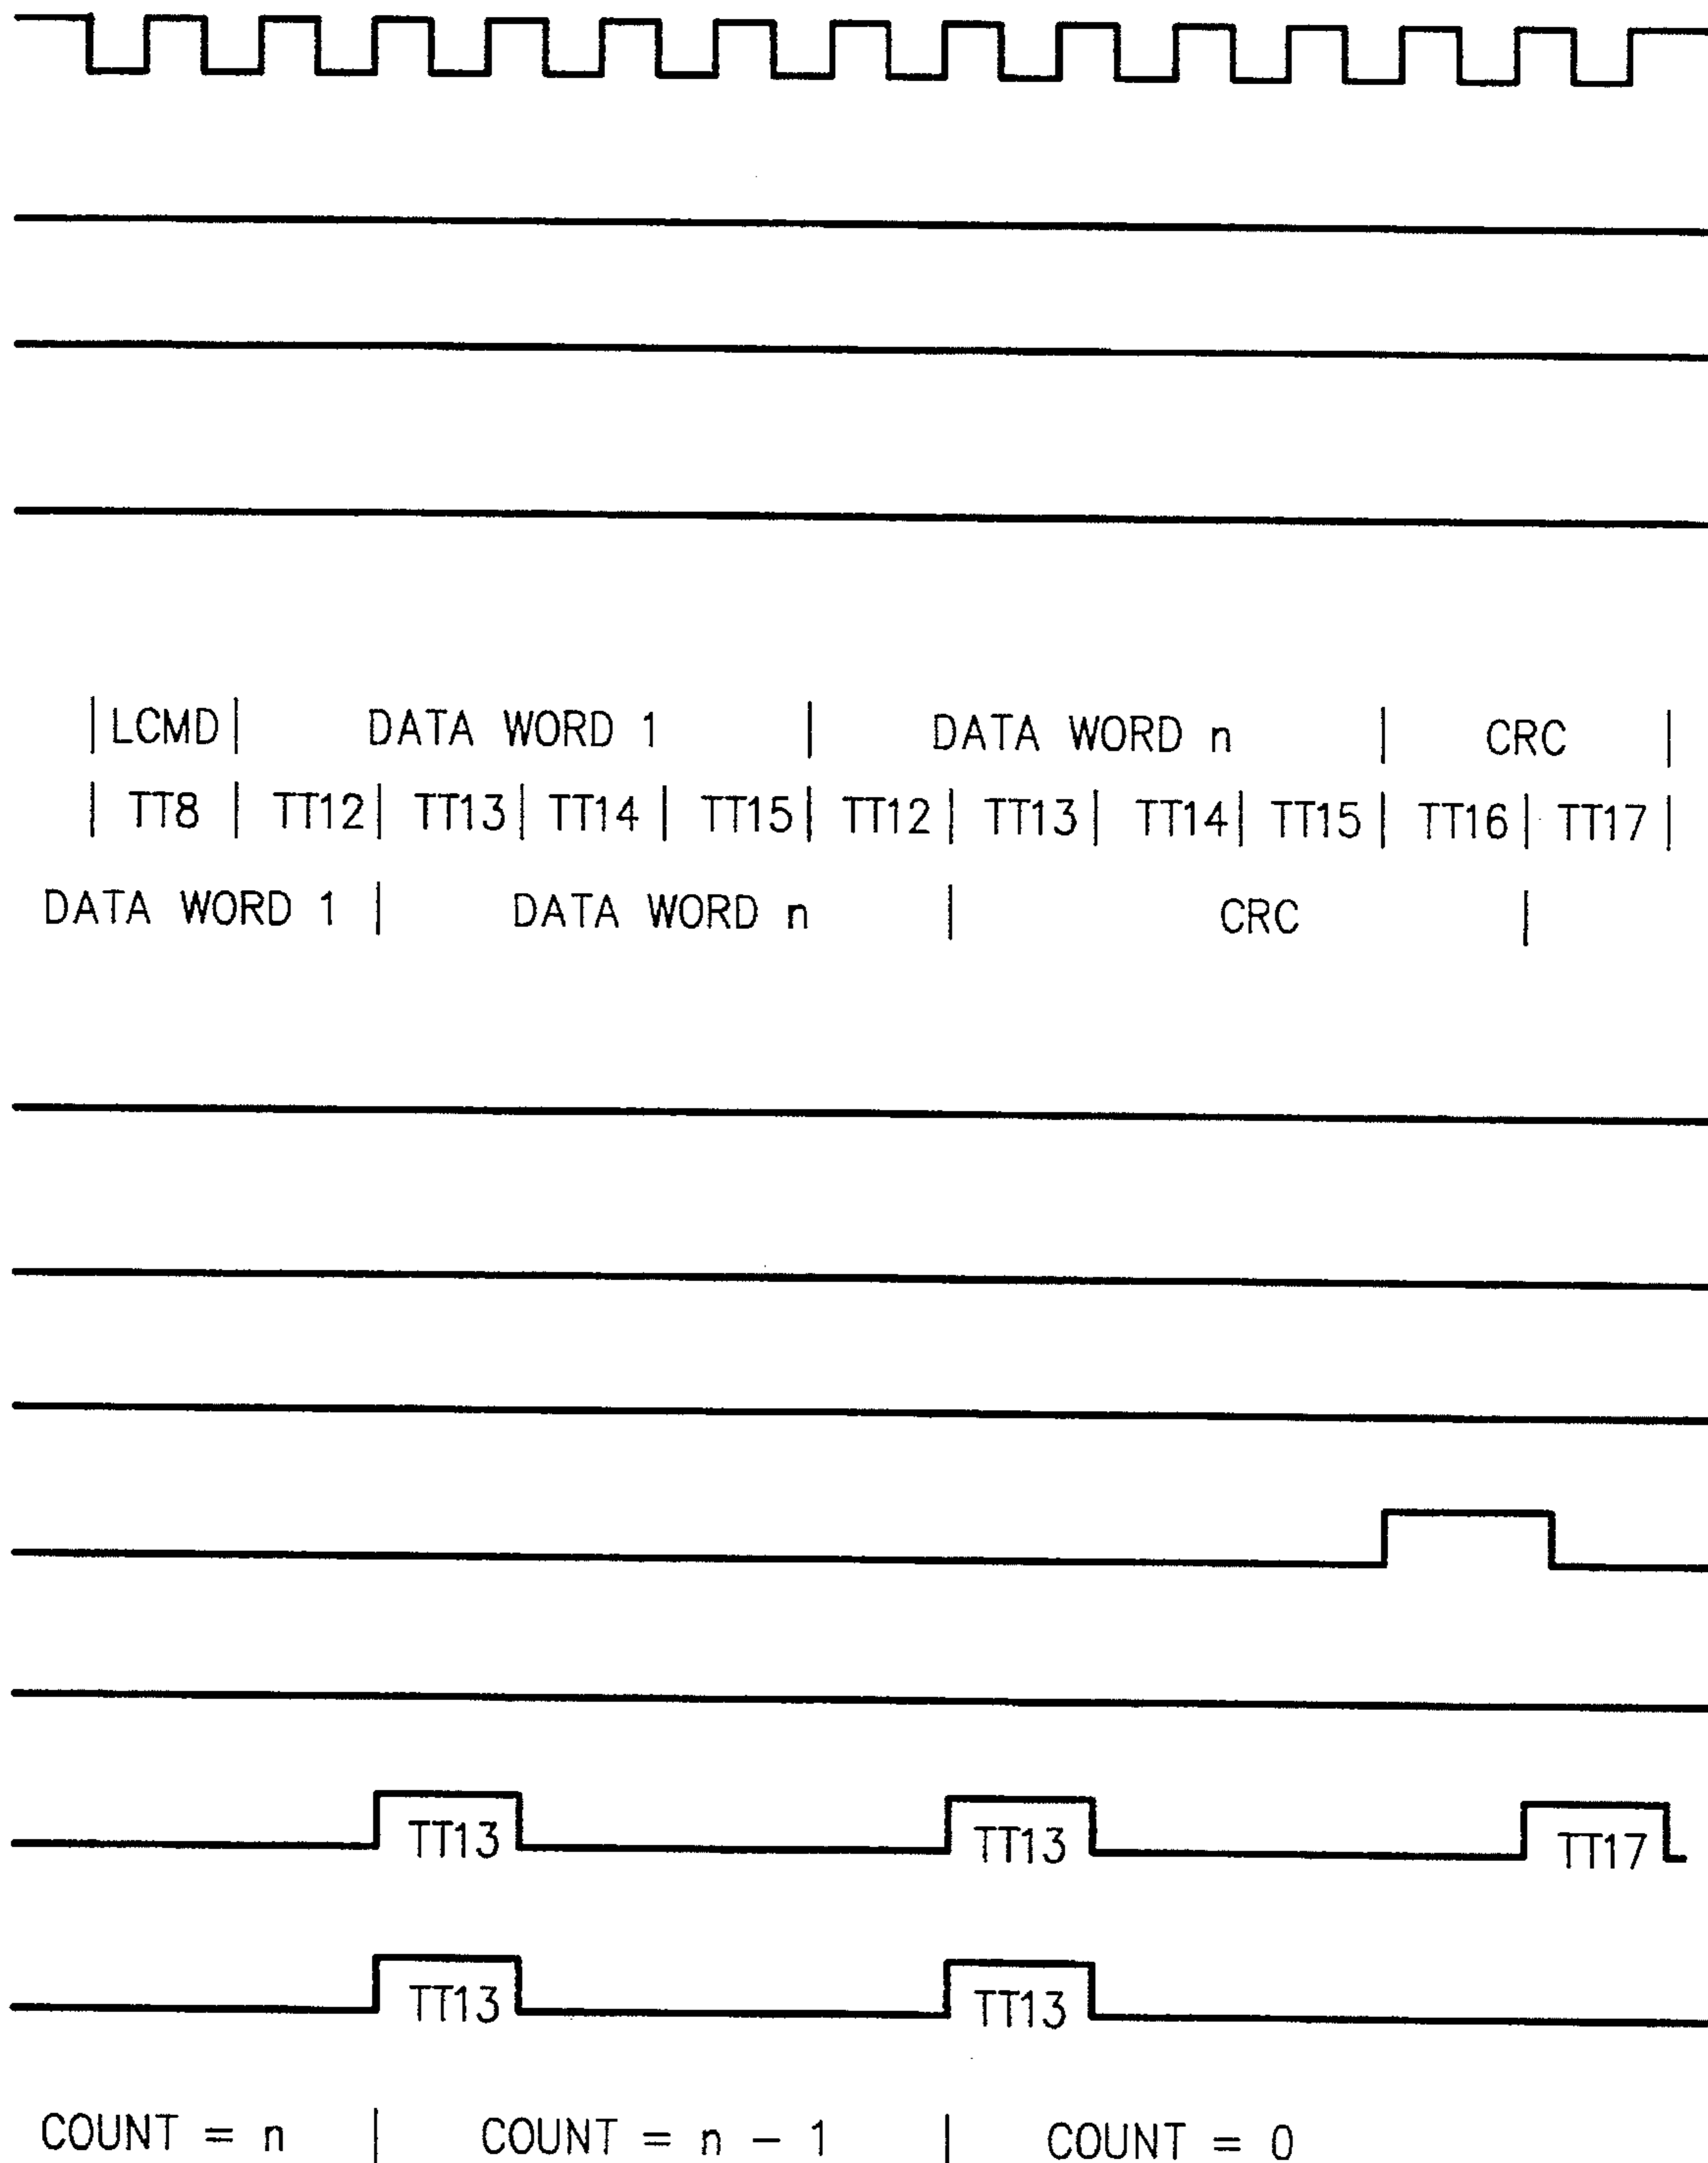 |LCMD| DATA WORD 1 | DATA WORD n | CRC |
| TT8 | TT12| TT13| TT14 | TT15| TT12 | TT13| TT14| TT15 | TT16| TT17 |
DATA WORD 1 | DATA WORD n | CRC |
TT13 TT13 TT17
TT13 TT13
COUNT = n | COUNT = n - 1 | COUNT = 0